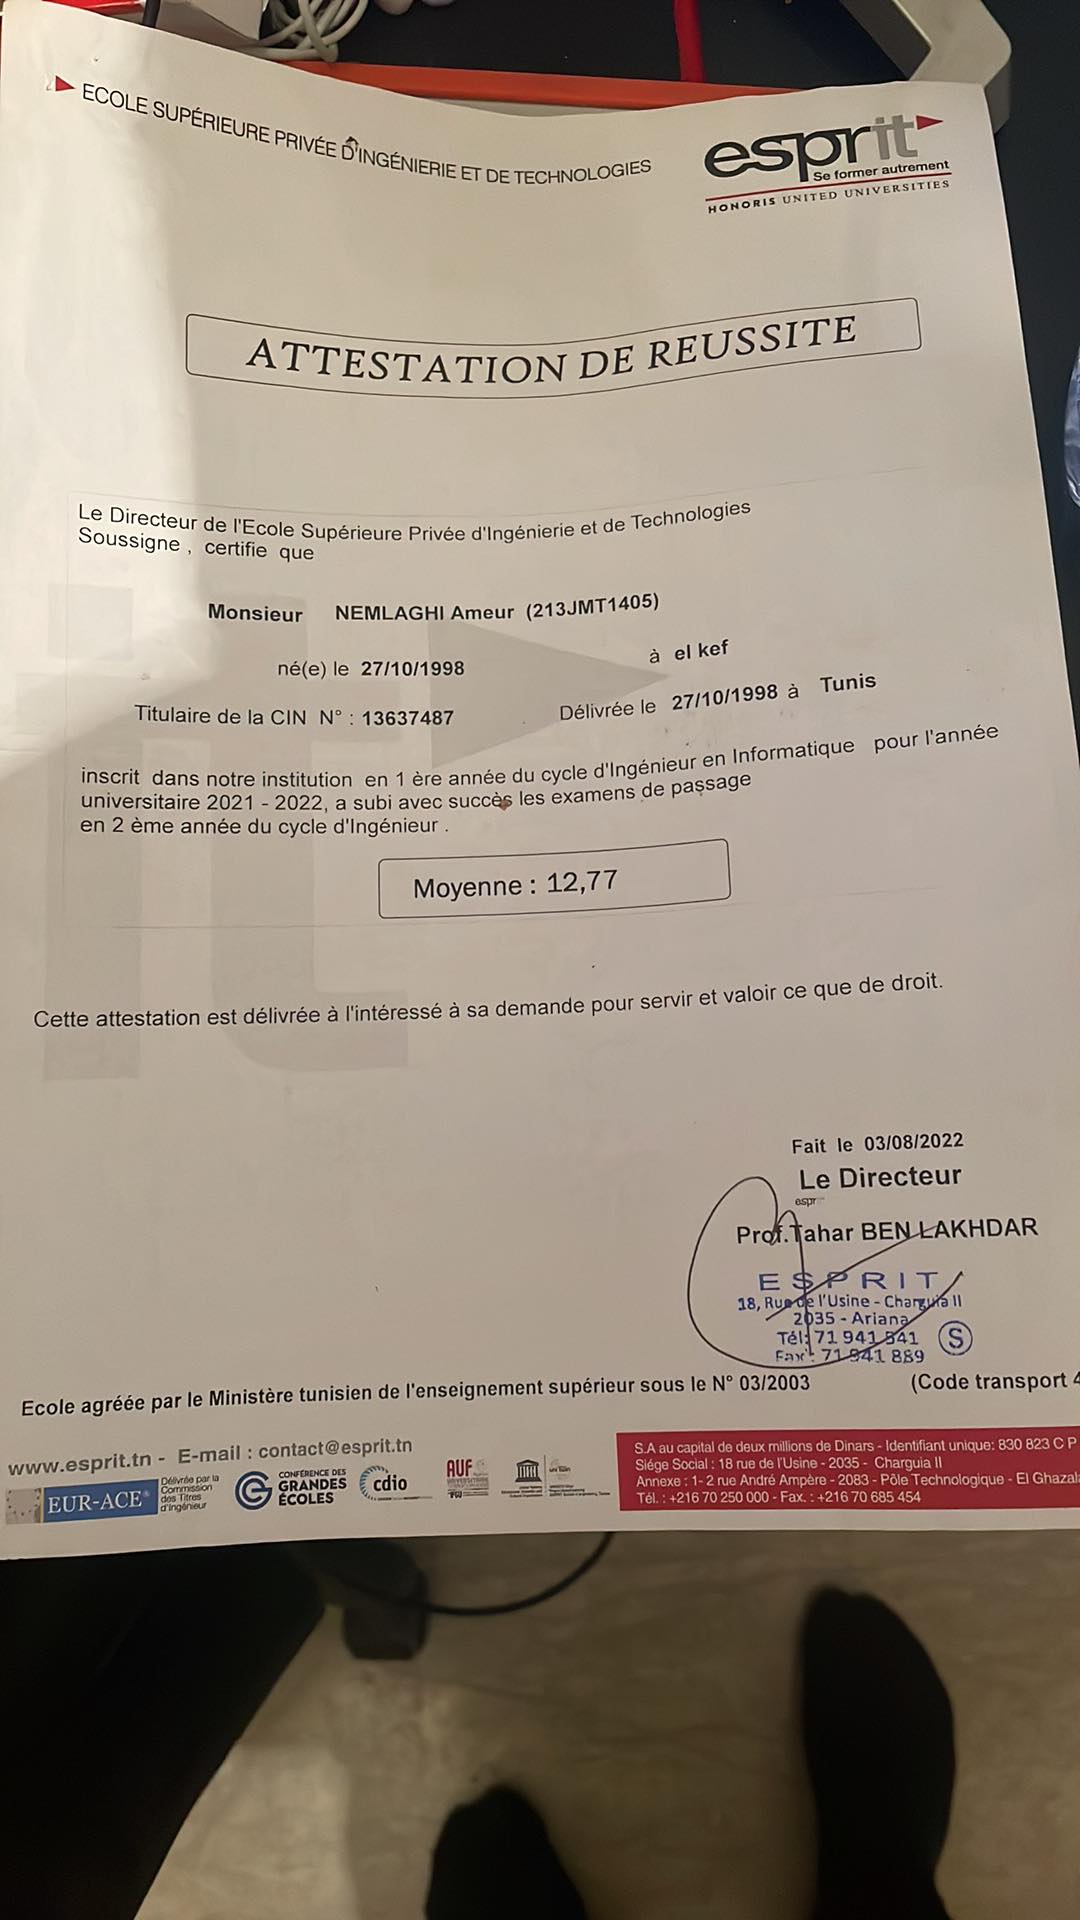 ECOLE SUPÉRIEURE PRIVÉE D'INGÉNIERIE ET DE TECHNOLOGIES
esprit
Se former autrement
HONORIS UNITED UNIVERSITIES
ATTESTATION DE REUSSITE
Le Directeur de l'Ecole Supérieure Privée d'Ingénierie et de Technologies
Soussigne , certifie que
Monsieur NEMLAGHI Ameur (213JMT1405)
né(e) le 27/10/1998 à el kef
Titulaire de la CIN N° : 13637487 Délivrée le 27/10/1998 à Tunis
inscrit dans notre institution en 1 ère année du cycle d'Ingénieur en Informatique pour l'année
universitaire 2021 - 2022, a subi avec succès les examens de passage
en 2 ème année du cycle d'Ingénieur .
Moyenne : 12,77
Cette attestation est délivrée à l'intéressé à sa demande pour servir et valoir ce que de droit.
Fait le 03/08/2022
Le Directeur
espr
Prof.Tahar BEN LAKHDAR
ESPRIT
18, Rue de l'Usine - Charguia II
2035 - Ariana
Tél: 71 941 541
Fax : 71 941 889
S
Ecole agréée par le Ministère tunisien de l'enseignement supérieur sous le N° 03/2003 (Code transport 4
www.esprit.tn - E-mail : contact@esprit.tn
EUR-ACE®
Délivrée par la
Commission
des Titres
d'Ingénieur
CONFÉRENCE DES
GRANDES
ÉCOLES
cdio
AUF
S.A au capital de deux millions de Dinars - Identifiant unique: 830 823 C P
Siége Social : 18 rue de l'Usine - 2035 - Charguia II
Annexe : 1- 2 rue André Ampère - 2083 - Pôle Technologique - El Ghazal
Tél. : +216 70 250 000 - Fax. : +216 70 685 454